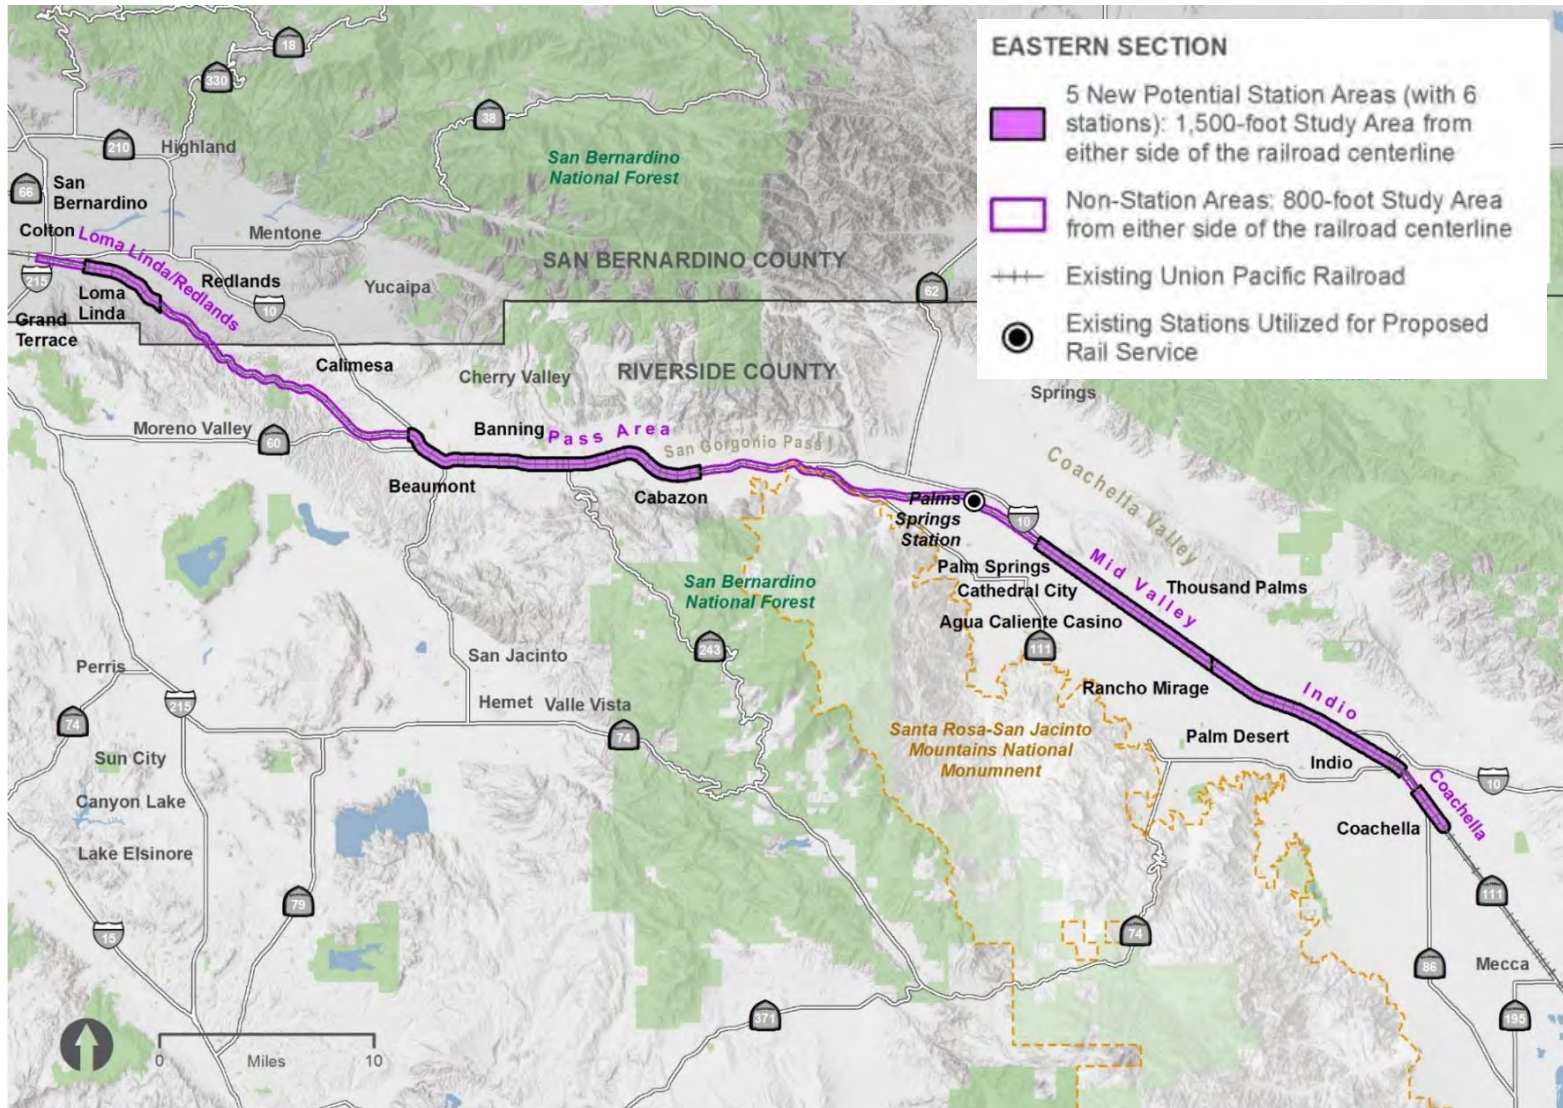 EASTERN SECTION
5 New Potential Station Areas (with 6
stations): 1,500-foot Study Area from
either side of the railroad centerline
Non-Station Areas: 800-foot Study Area
from either side of the railroad centerline
Existing Union Pacific Railroad
Existing Stations Utilized for Proposed
Rail Service
18
330
38
210
Highland
San Bernardino
National Forest
66
San
Bernardino
Colton
Loma Linda/Redlands
Mentone
SAN BERNARDINO COUNTY
215
Redlands
Yucaipa
62
Loma
Linda
10
Grand
Terrace
Calimesa
Cherry Valley
RIVERSIDE COUNTY
Springs
Moreno Valley
60
Banning
Pass Area
San Gorgonio Pass
Coachella Valley
Beaumont
Cabazon
Palms
Springs
Station
10
Mid Valley
Palm Springs
Thousand Palms
San Bernardino
National Forest
Cathedral City
Agua Caliente Casino
243
111
Perris
San Jacinto
Rancho Mirage
Indio
215
Hemet
Valle Vista
74
74
Santa Rosa-San Jacinto
Mountains National
Monumnent
Palm Desert
Sun City
Indio
10
Coachella
Canyon Lake
Coachella
Lake Elsinore
79
111
15
74
86
Mecca
371
195
0
Miles
10